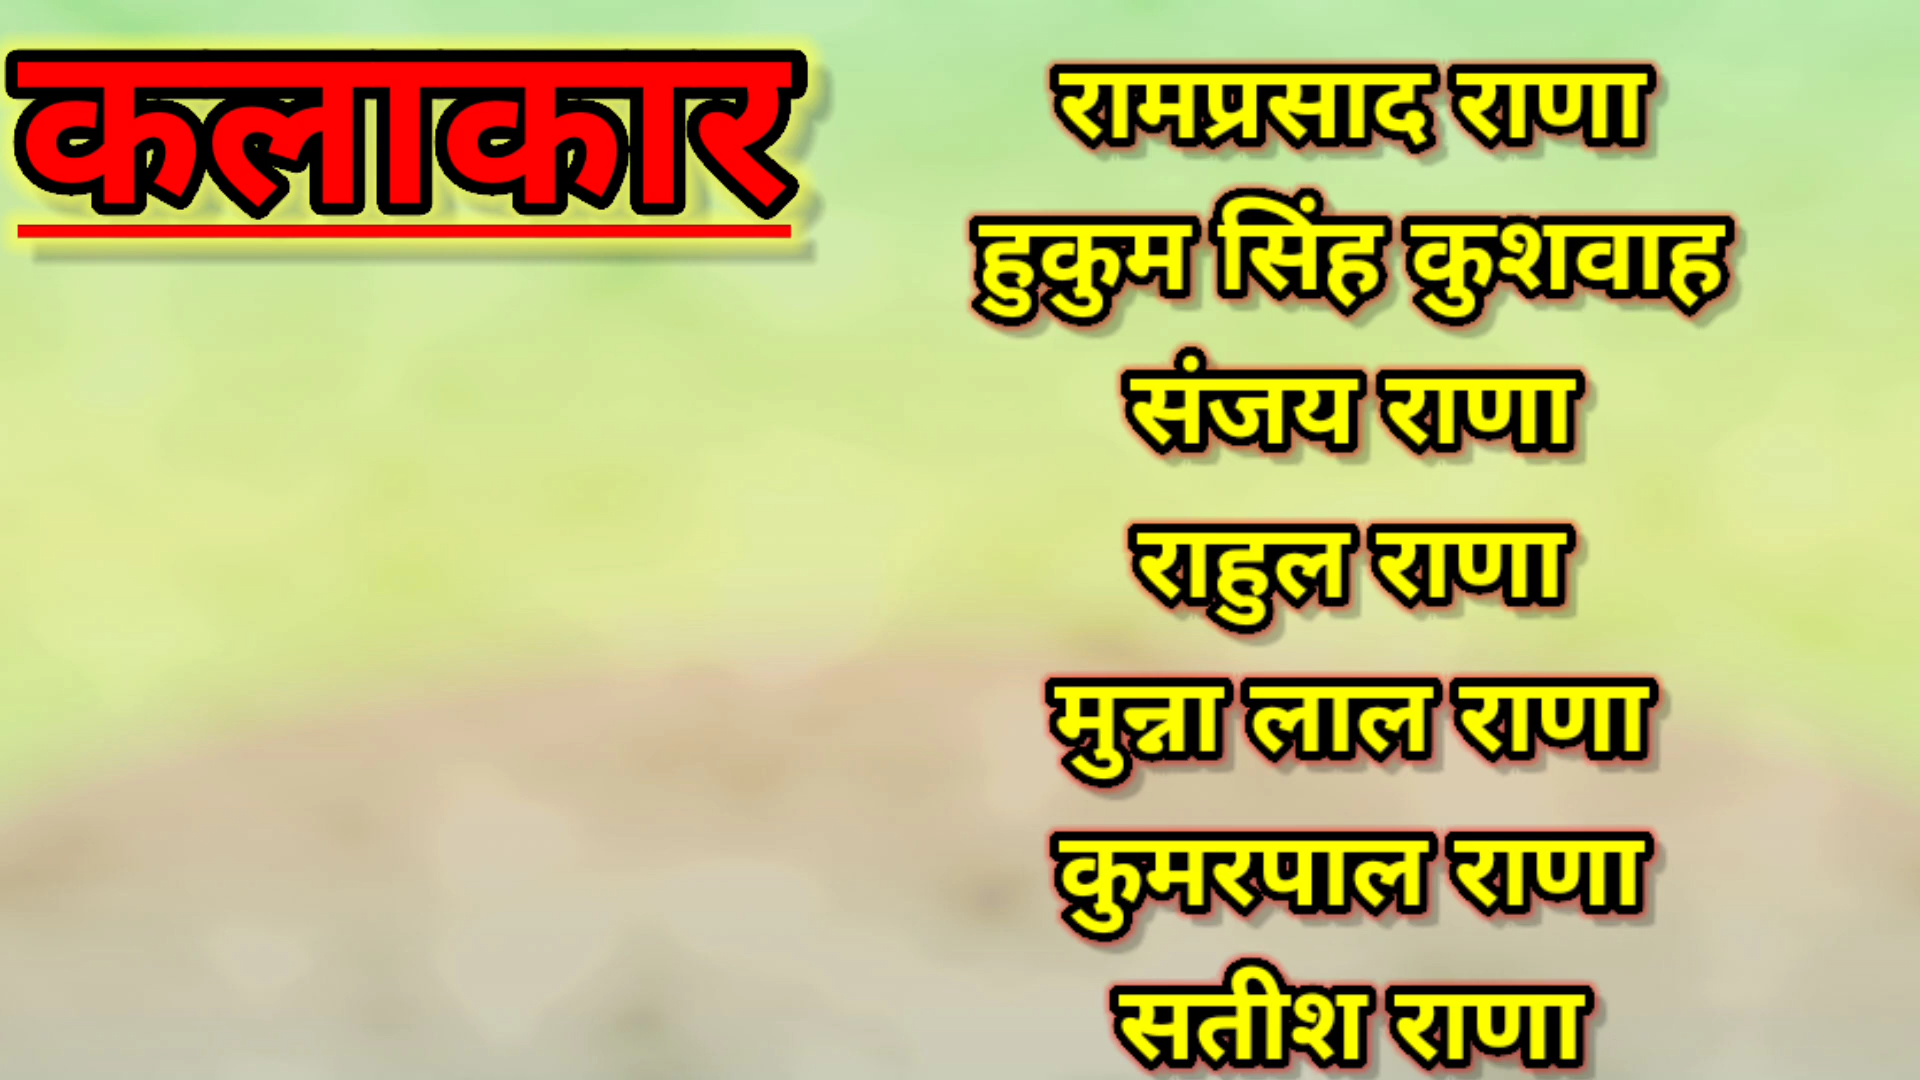 कलाकार
रामप्रसाद राणा
हुकुम सिंह कुशवाह
संजय राणा
राहुल राणा
मुन्ना लाल राणा
कुमरपाल राणा
सतीश राणा